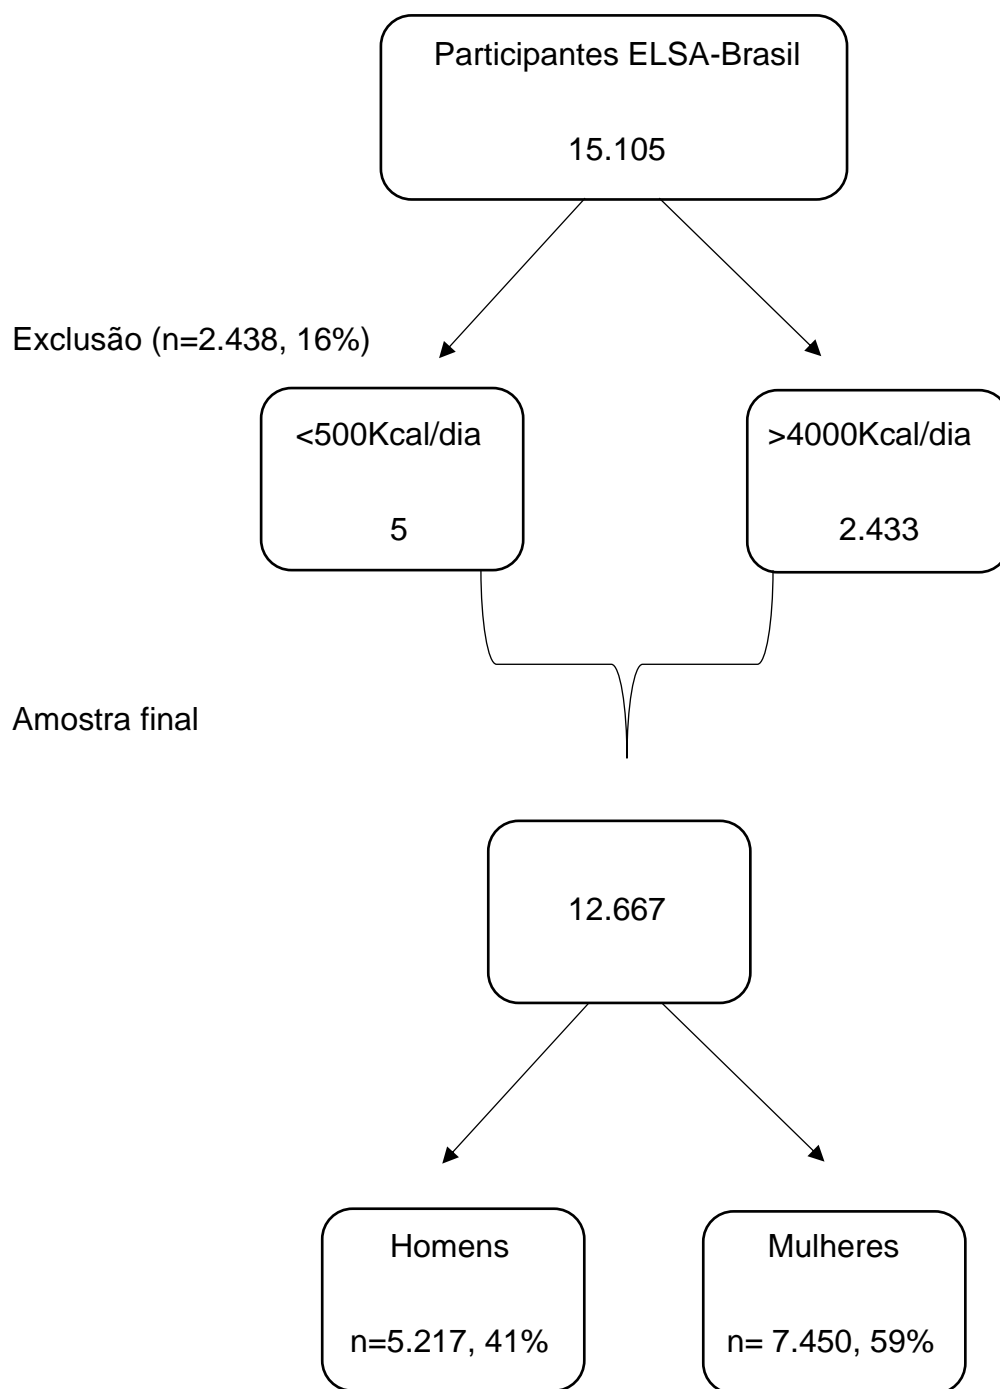 Participantes ELSA-Brasil
15.105
Exclusão (n=2.438, 16%)
<500Kcal/dia
5
>4000Kcal/dia
2.433
Amostra final
12.667
Homens
n=5.217, 41%
Mulheres
n= 7.450, 59%